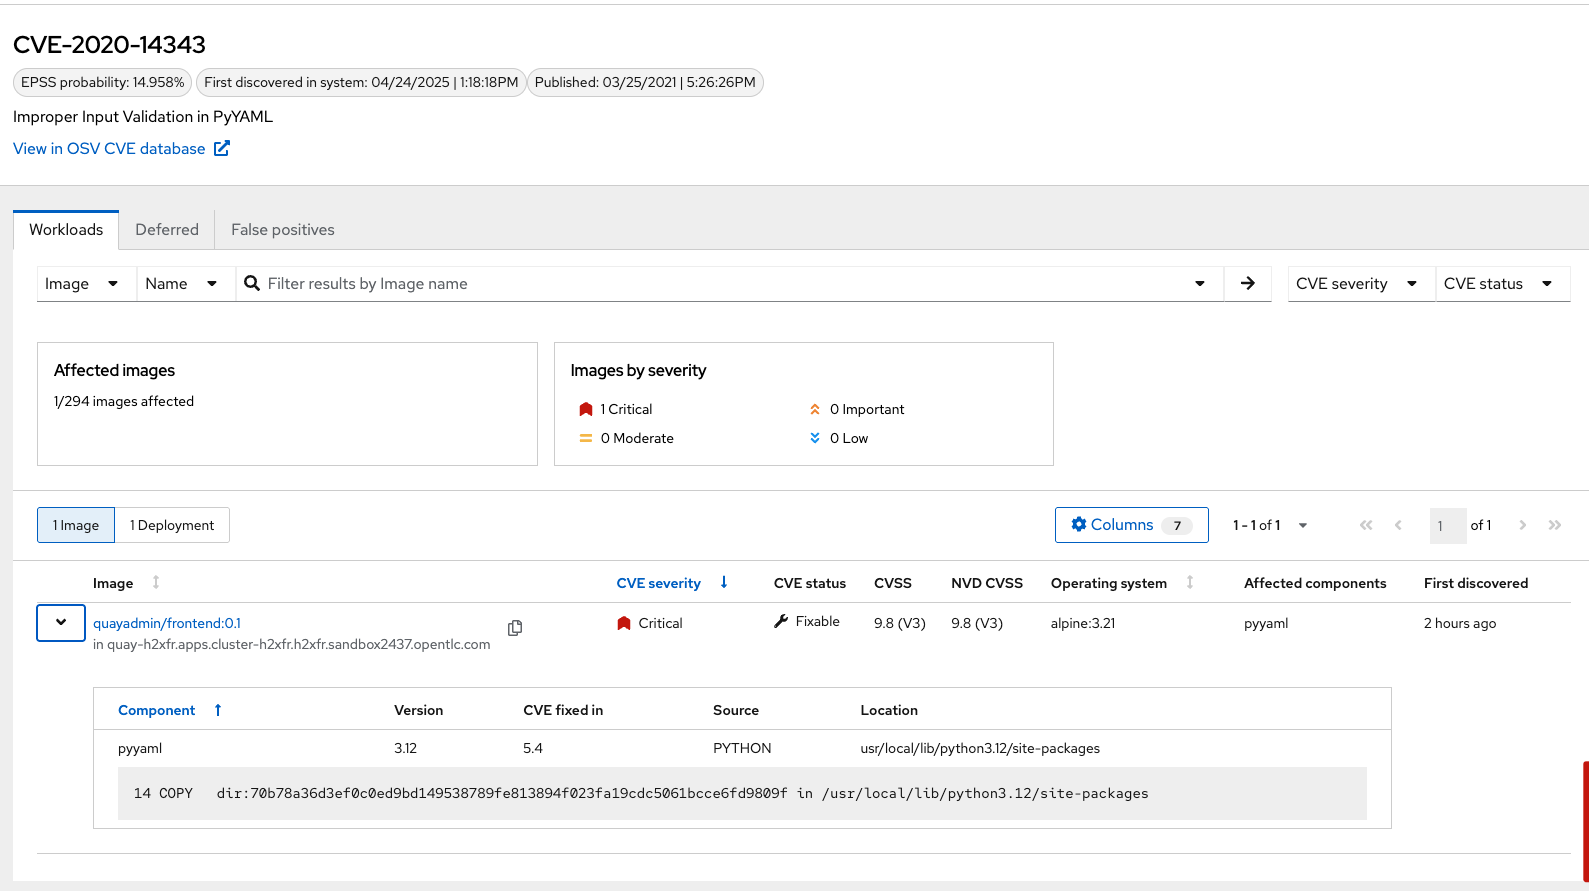 CVE-2020-14343
EPSS probability: 14.958% First discovered in system: 04/24/2025 | 1:18:18PM Published: 03/25/2021 | 5:26:26PM
Improper Input Validation in PyYAML
View in OSV CVE database
Workloads Deferred False positives
Image Name Filter results by Image name CVE severity CVE status
Affected images
1/294 images affected
Images by severity
1 Critical 0 Important
0 Moderate 0 Low
1 Image 1 Deployment Columns 7 1 - 1 of 1 1 of 1
Image CVE severity CVE status CVSS NVD CVSS Operating system Affected components First discovered
quayadmin/frontend:0.1 Critical Fixable 9.8 (V3) 9.8 (V3) alpine:3.21 pyyaml 2 hours ago
in quay-h2xfr.apps.cluster-h2xfr.h2xfr.sandbox2437.opentlc.com
Component Version CVE fixed in Source Location
pyyaml 3.12 5.4 PYTHON usr/local/lib/python3.12/site-packages
14 COPY dir:70b78a36d3ef0c0ed9bd149538789fe813894f023fa19cdc5061bcce6fd9809f in /usr/local/lib/python3.12/site-packages